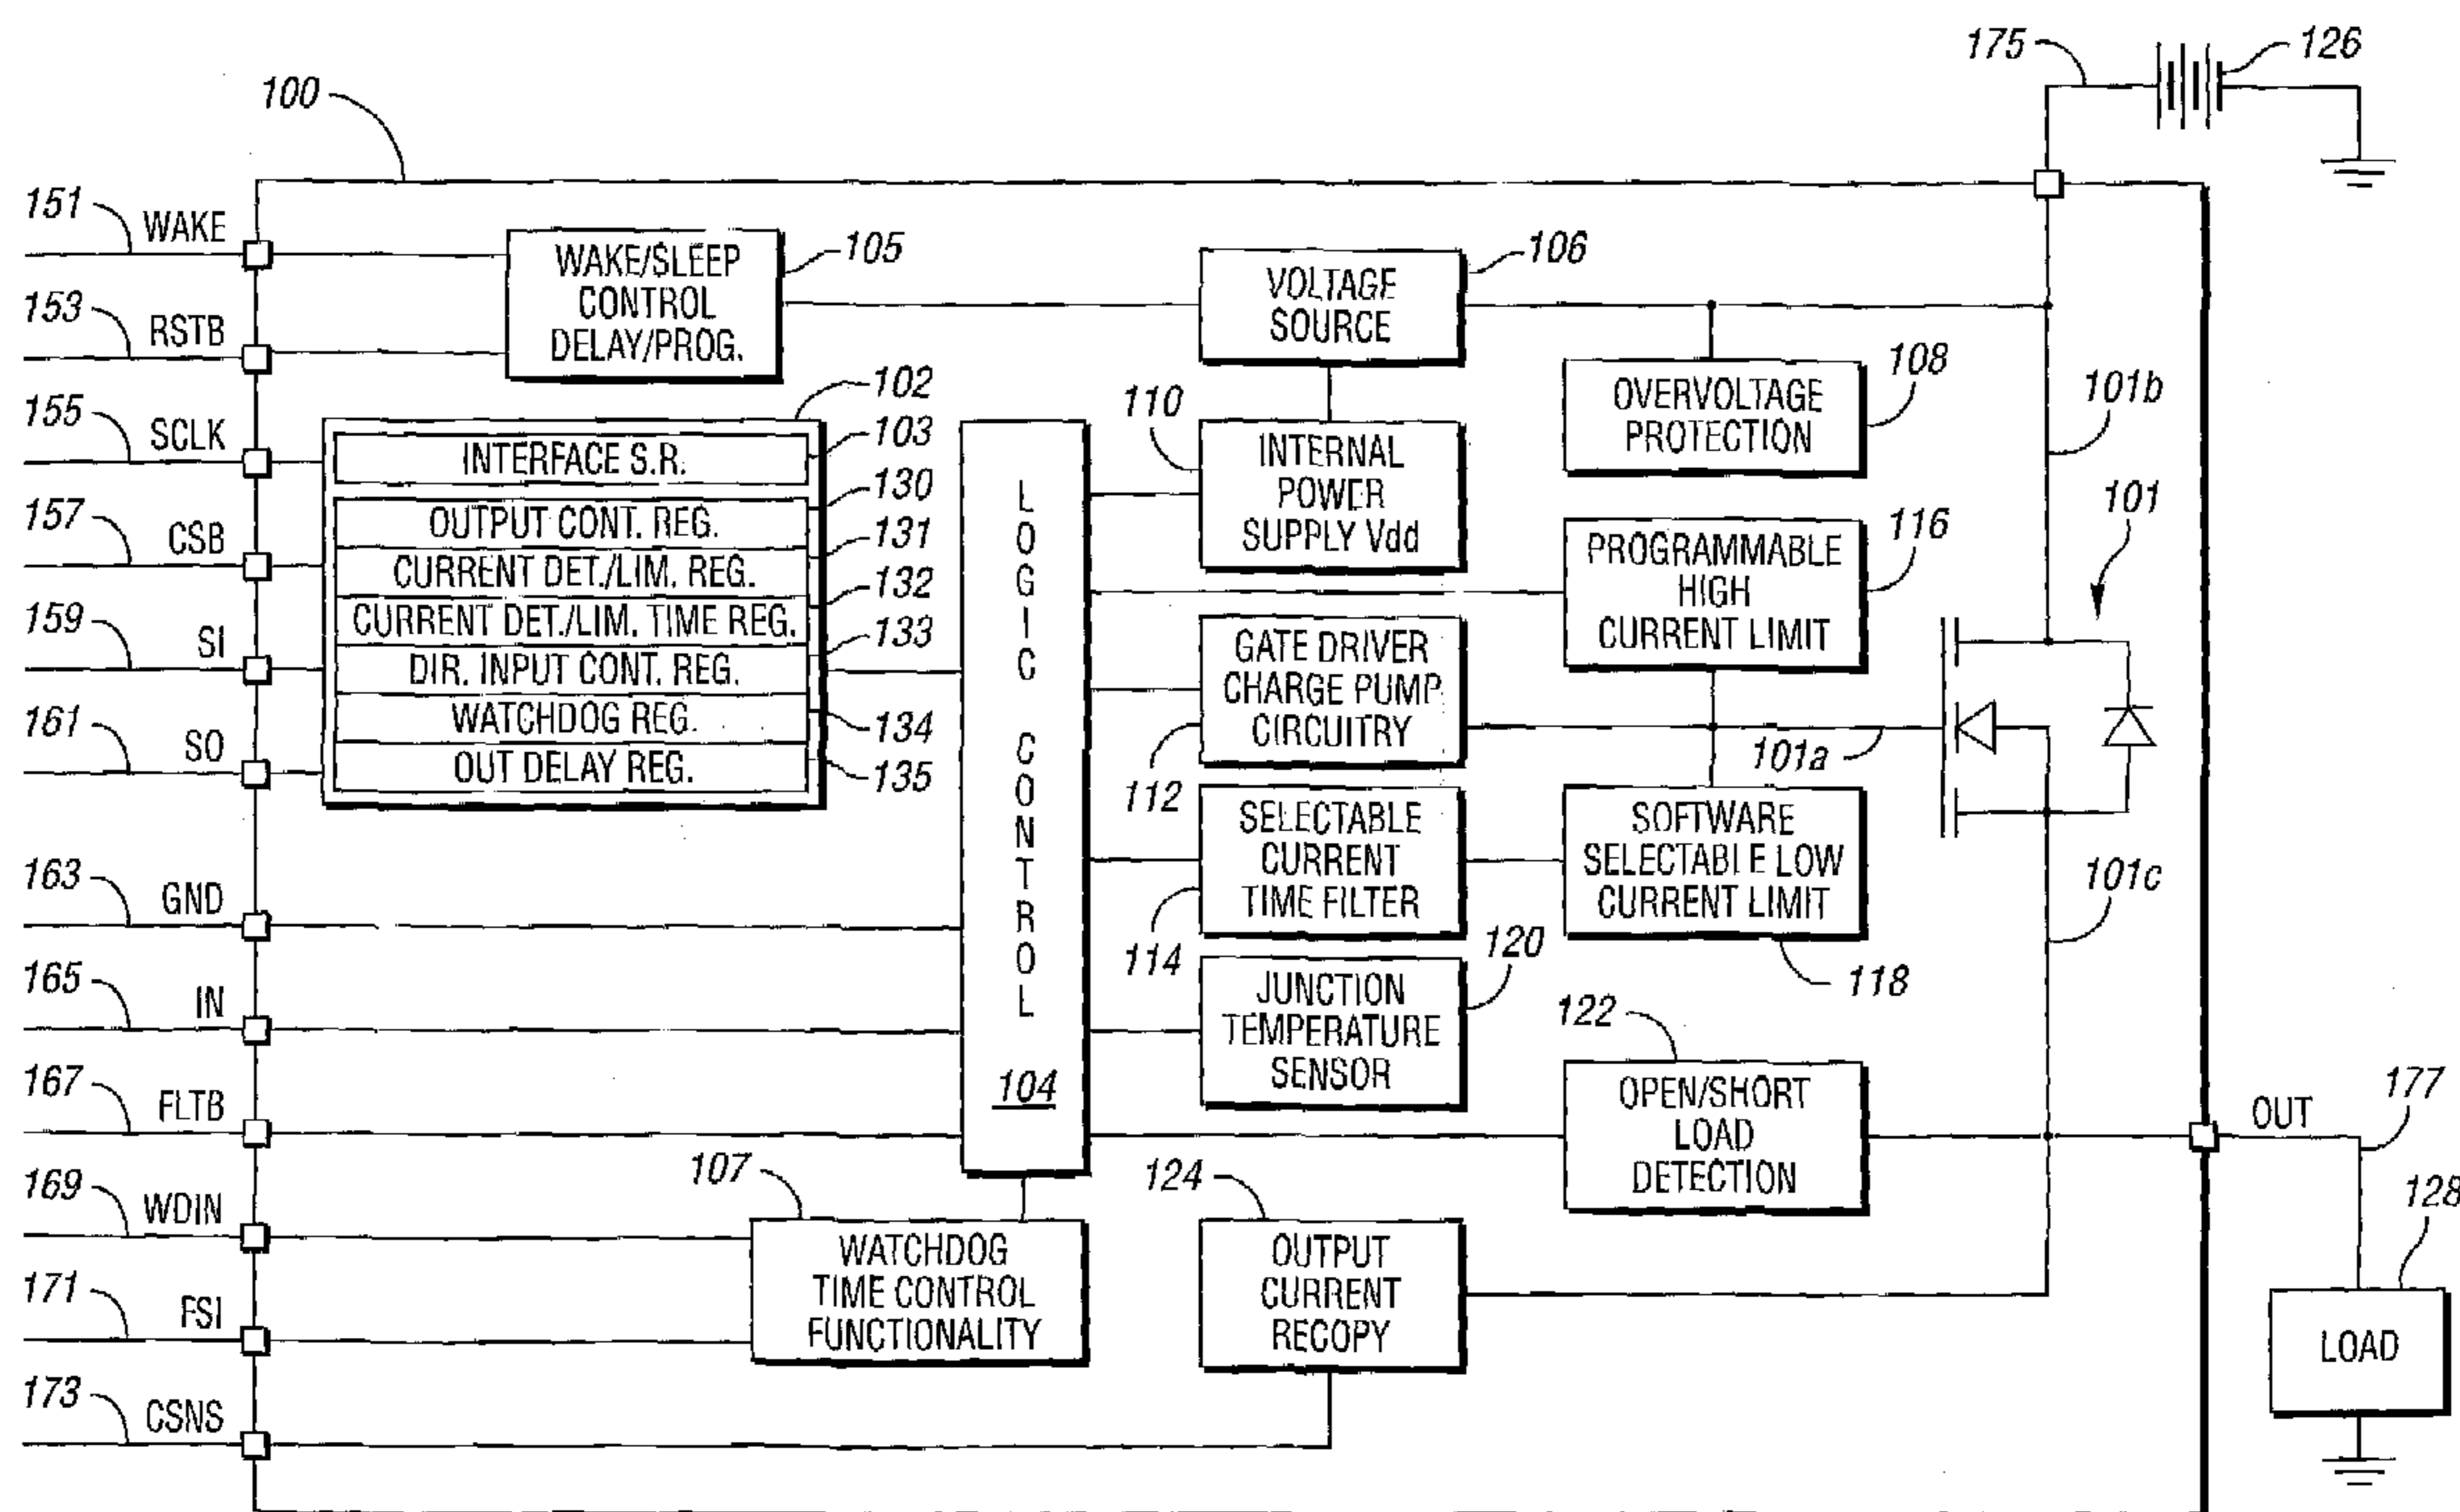 175
126
100
151
WAKE
WAKE/SLEEP
CONTROL
DELAY/PROG.
105
VOLTAGE
SOURCE
106
153
RSTB
OVERVOLTAGE
PROTECTION
108
101b
155
SCLK
102
INTERFACE S.R.
103
130
OUTPUT CONT. REG.
131
CURRENT DET./LIM. REG.
132
CURRENT DET./LIM. TIME REG.
133
DIR. INPUT CONT. REG.
WATCHDOG REG.
134
OUT DELAY REG.
135
157
CSB
159
SI
161
SO
LOGIC CONTROL
104
110
INTERNAL
POWER
SUPPLY Vdd
PROGRAMMABLE
HIGH
CURRENT LIMIT
116
101
GATE DRIVER
CHARGE PUMP
CIRCUITRY
112
101a
SELECTABLE
CURRENT
TIME FILTER
114
SOFTWARE
SELECTABLE LOW
CURRENT LIMIT
118
101c
163
GND
165
IN
JUNCTION
TEMPERATURE
SENSOR
120
122
OPEN/SHORT
LOAD
DETECTION
167
FLTB
OUT
177
169
WDIN
107
WATCHDOG
TIME CONTROL
FUNCTIONALITY
124
OUTPUT
CURRENT
RECOPY
128
LOAD
171
FSI
173
CSNS